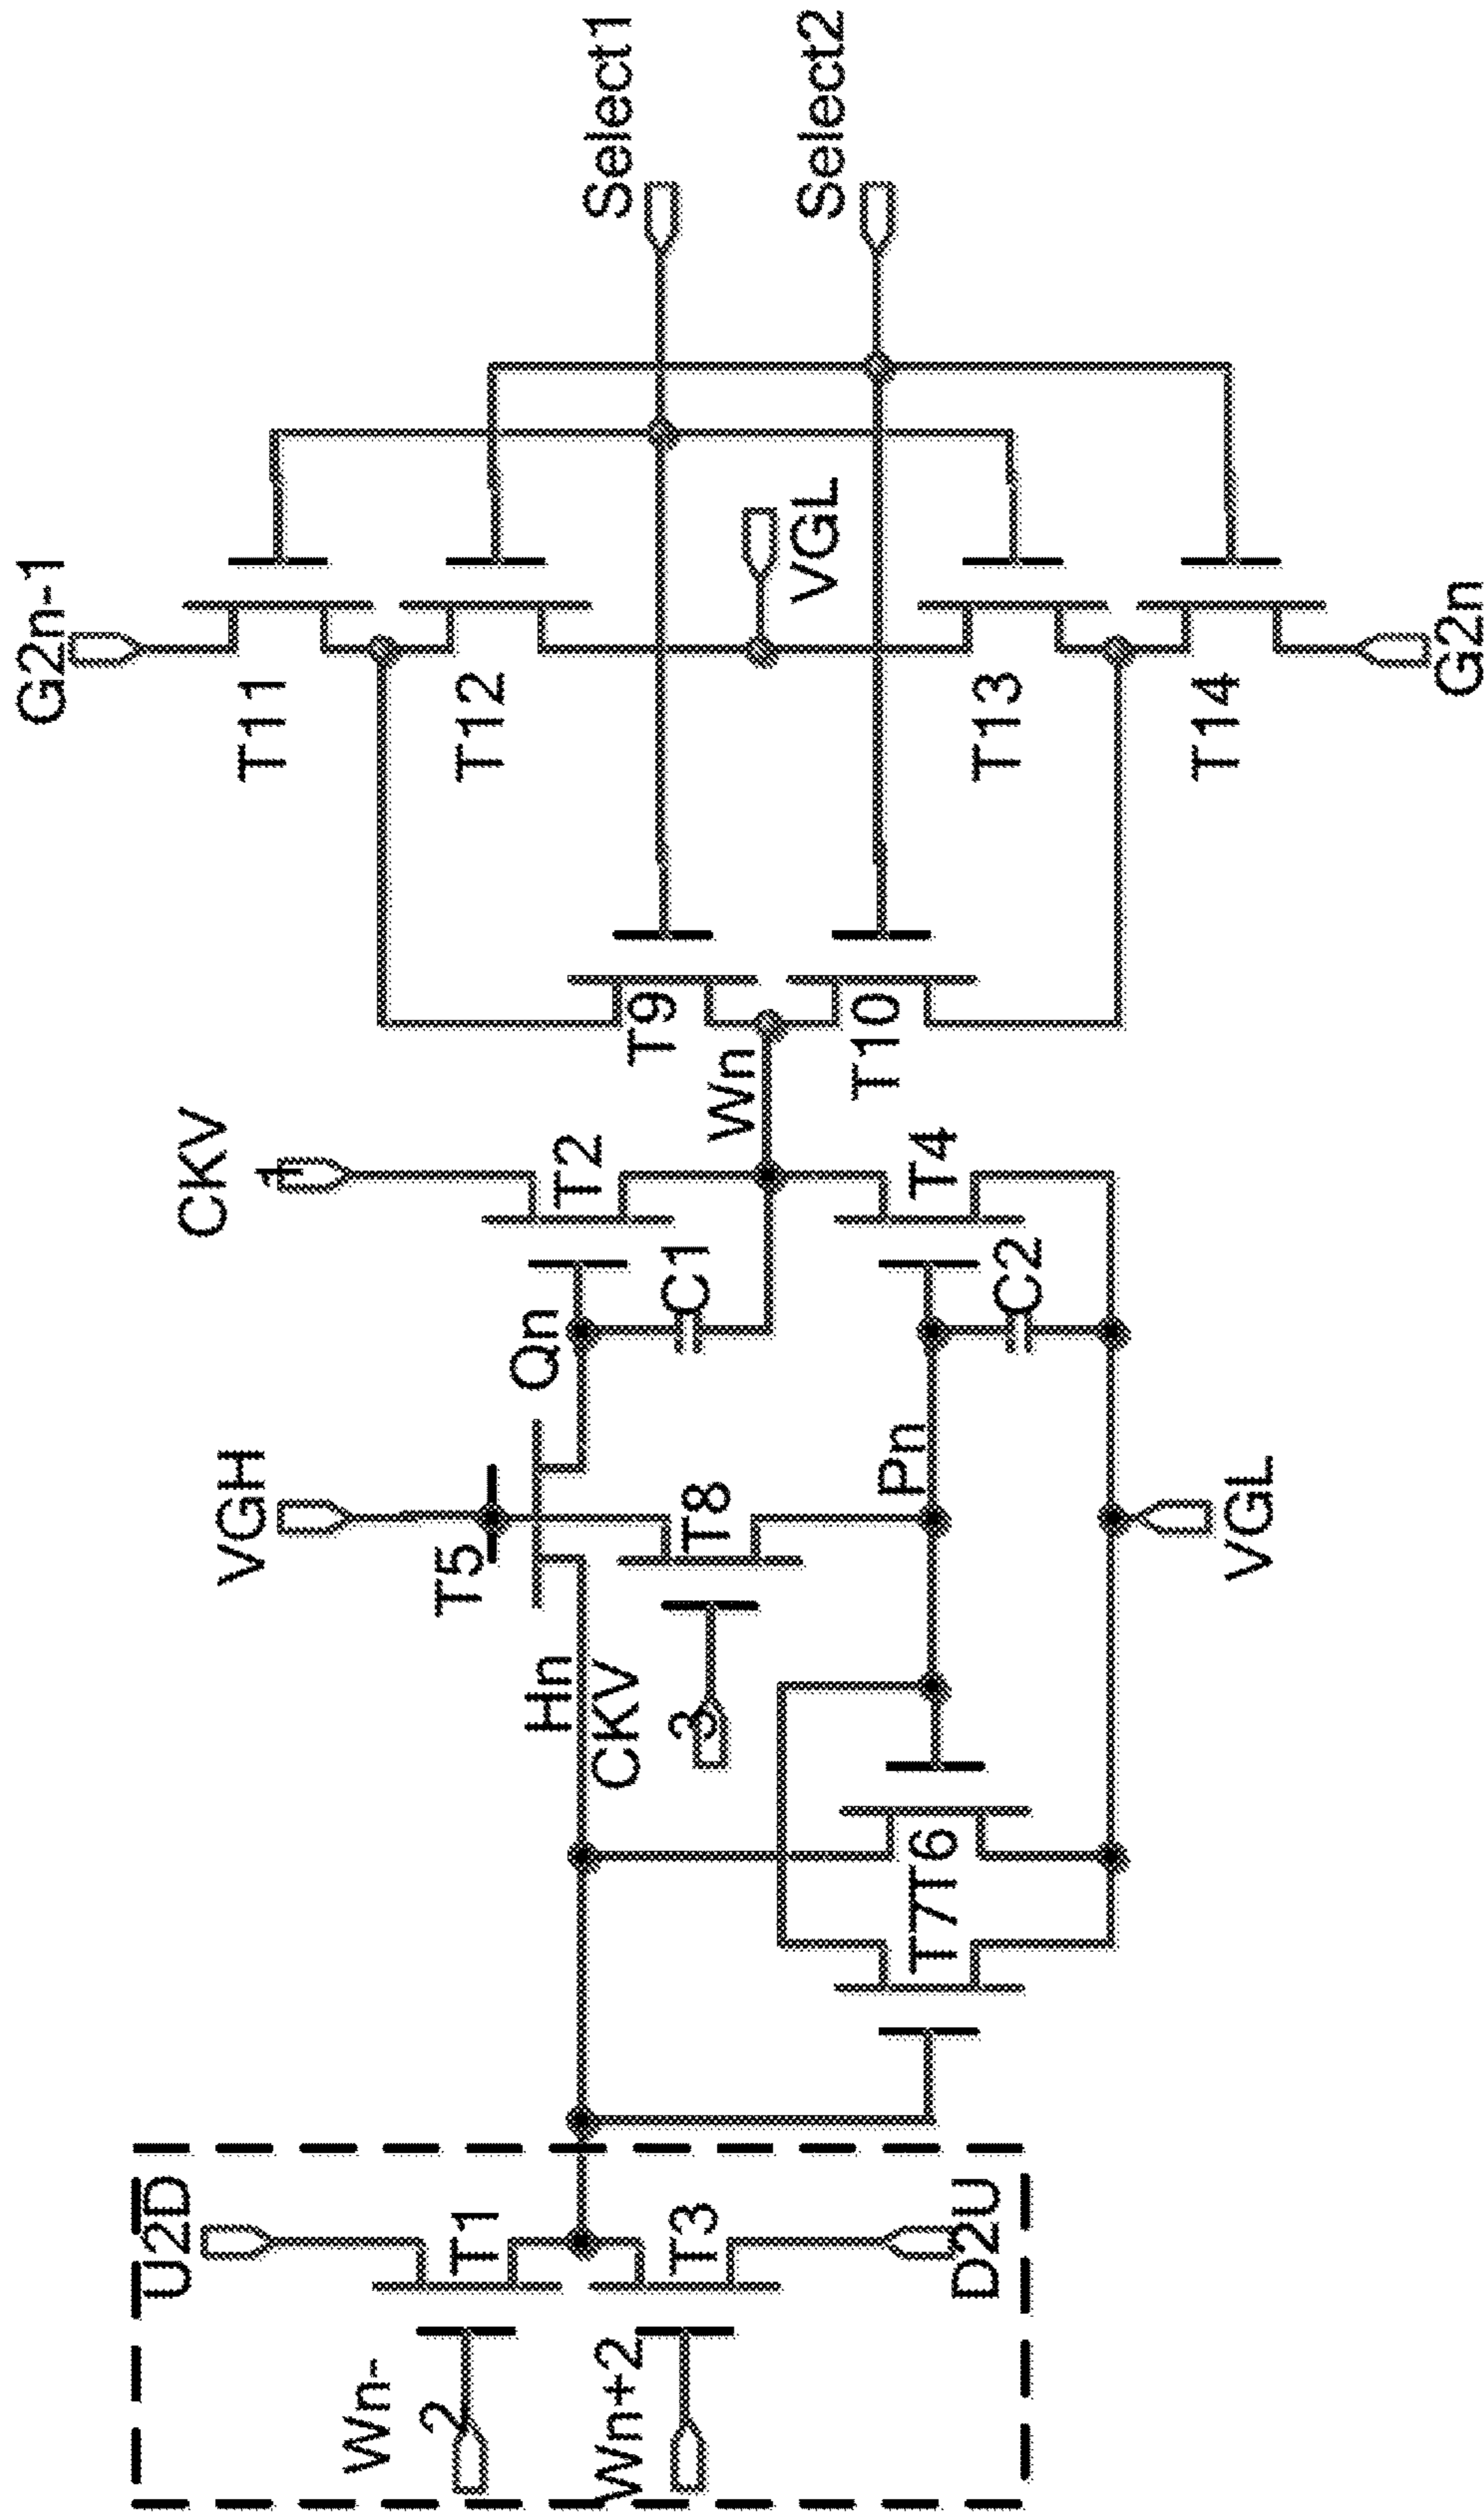 U2D
T1
Wn-
2
T3
Wn+2
D2U
VGH
T5
Hn
Qn
CKV
3
T8
Pn
T7
T6
VGL
CKV
1
T2
C1
Wn
T4
C2
T9
T10
G2n-1
T11
T12
VGL
T13
T14
G2n
Select1
Select2